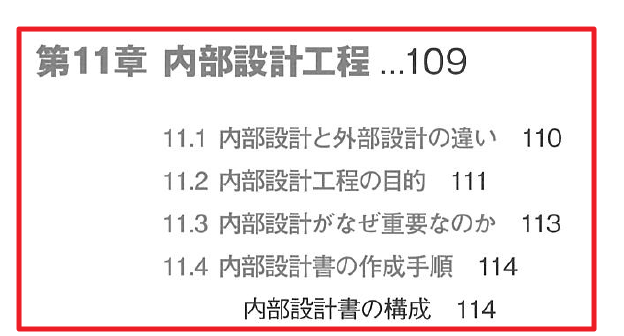 第11章 内部設計工程 ...109
11.1 内部設計と外部設計の違い 110
11.2 内部設計工程の目的 111
11.3 内部設計がなぜ重要なのか 113
11.4 内部設計書の作成手順 114
内部設計書の構成 114